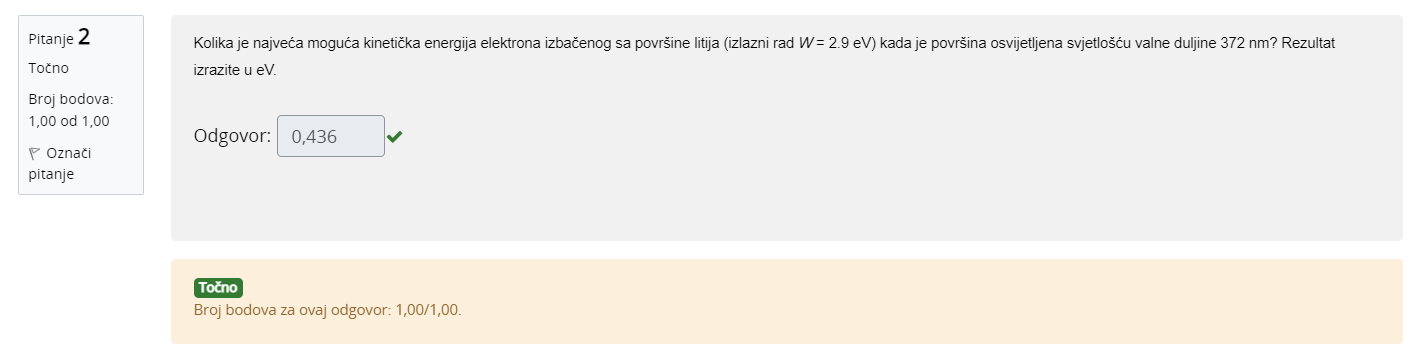 Pitanje 2
Točno
Broj bodova:
1,00 od 1,00
Označi
pitanje
Kolika je najveća moguća kinetička energija elektrona izbačenog sa površine litija (izlazni rad W = 2.9 eV) kada je površina osvijetljena svjetlošću valne duljine 372 nm? Rezultat
izrazite u eV.
Odgovor: 0,436
Točno
Broj bodova za ovaj odgovor: 1,00/1,00.